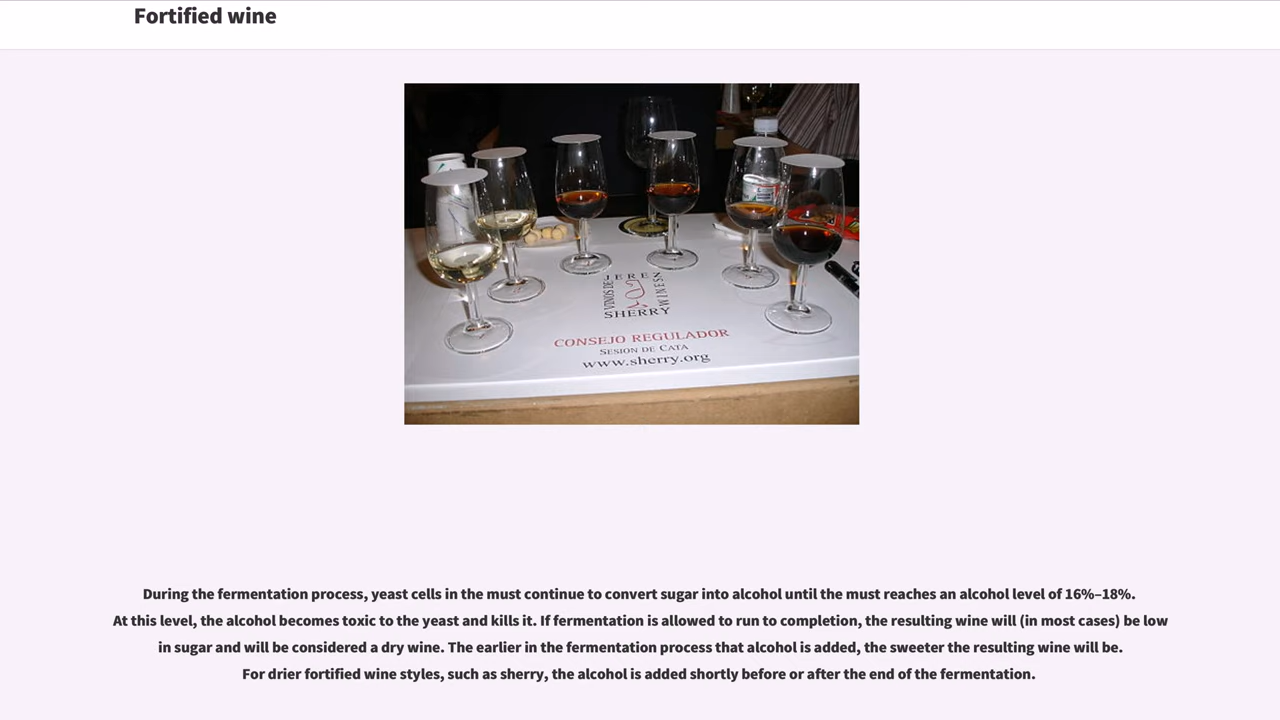 Fortified wine
JEREZ
VINOS DE
WINES
SHERRY
CONSEJO REGULADOR
SESION DE CATA
www.sherry.org
During the fermentation process, yeast cells in the must continue to convert sugar into alcohol until the must reaches an alcohol level of 16%–18%.
At this level, the alcohol becomes toxic to the yeast and kills it. If fermentation is allowed to run to completion, the resulting wine will (in most cases) be low
in sugar and will be considered a dry wine. The earlier in the fermentation process that alcohol is added, the sweeter the resulting wine will be.
For drier fortified wine styles, such as sherry, the alcohol is added shortly before or after the end of the fermentation.